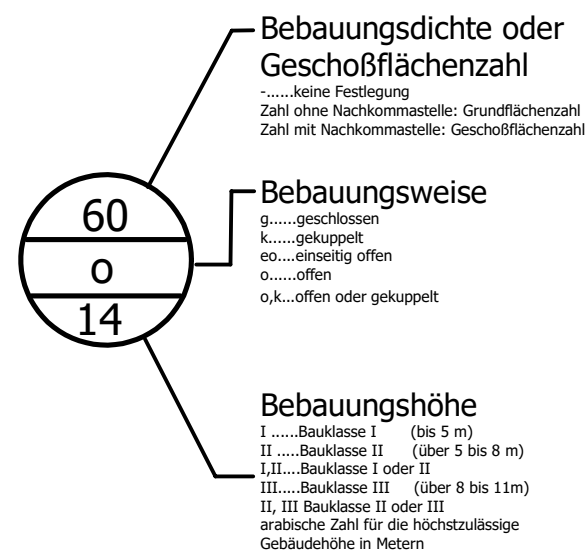 Bebauungsdichte oder
Geschoßflächenzahl
-......keine Festlegung
Zahl ohne Nachkommastelle: Grundflächenzahl
Zahl mit Nachkommastelle: Geschoßflächenzahl
60
o
14
Bebauungsweise
g......geschlossen
k......gekuppelt
eo....einseitig offen
o......offen
o,k...offen oder gekuppelt
Bebauungshöhe
I ......Bauklasse I (bis 5 m)
II .....Bauklasse II (über 5 bis 8 m)
I,II....Bauklasse I oder II
III.....Bauklasse III (über 8 bis 11m)
II, III Bauklasse II oder III
arabische Zahl für die höchstzulässige
Gebäudehöhe in Metern